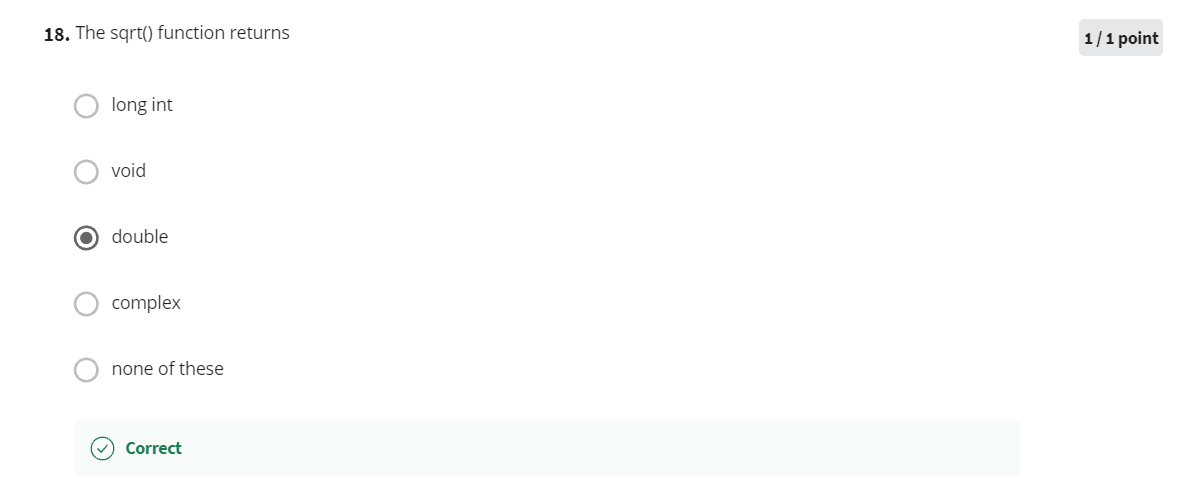 18. The sqrt() function returns
1 / 1 point
long int
void
double
complex
none of these
Correct